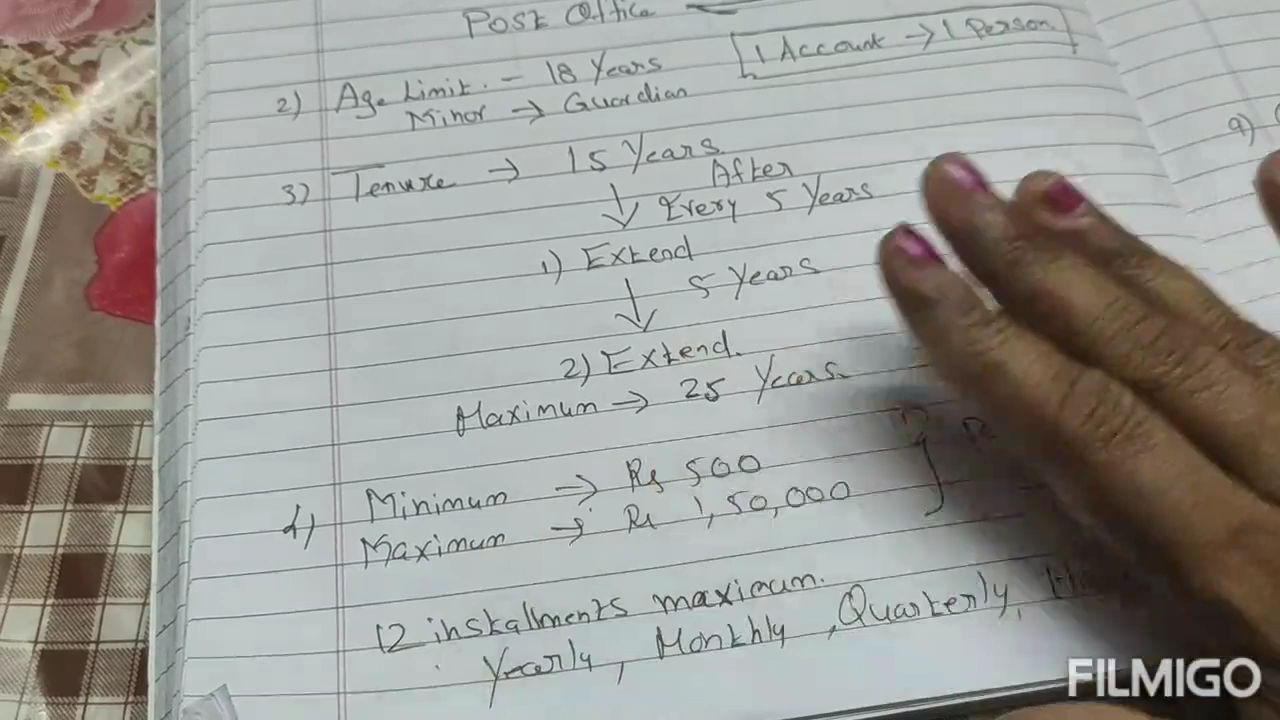 Post Office
[1 Account → 1 Person]
2) Age Limit. - 18 Years
Minor → Guardian
3) Tenure → 15 Years
↓ After
Every 5 Years
1) Extend
↓ 5 Years
2) Extend.
Maximum → 25 Years.
4) Minimum → Rs 500
Maximum → Rs 1,50,000
12 installments maximum.
Yearly, Monthly, Quarterly,
9)
FILMIGO